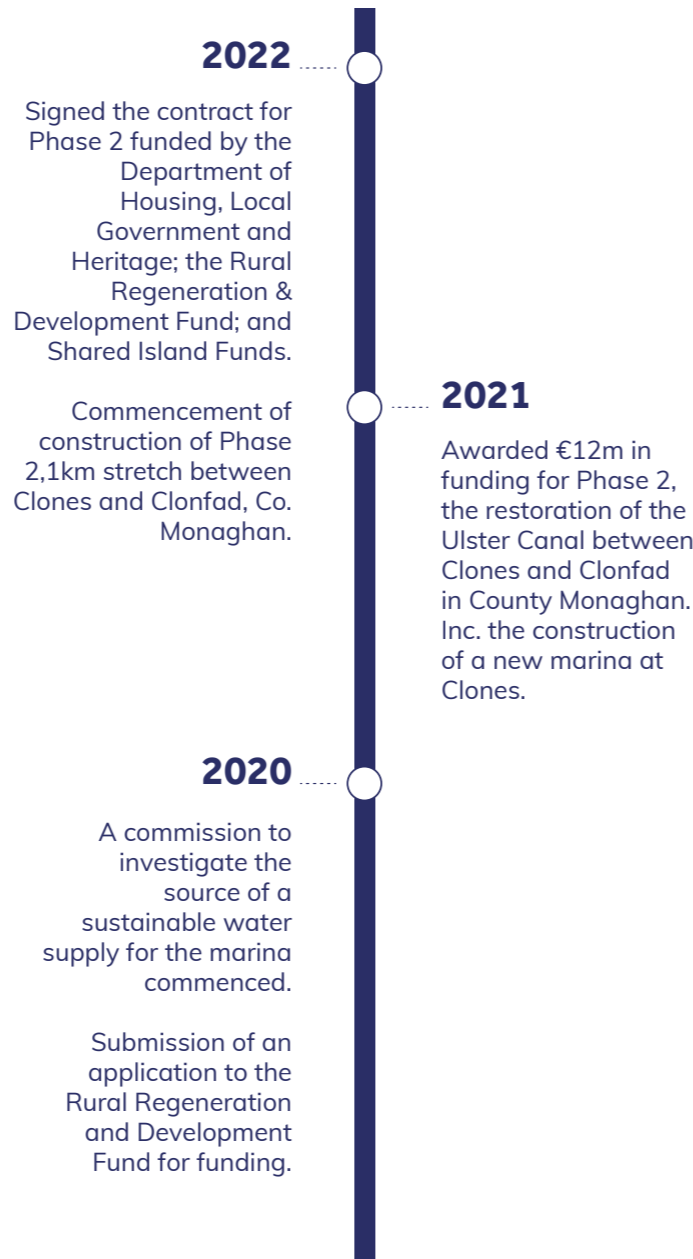 2022
Signed the contract for
Phase 2 funded by the
Department of
Housing, Local
Government and
Heritage; the Rural
Regeneration &
Development Fund; and
Shared Island Funds.
Commencement of
construction of Phase
2,1km stretch between
Clones and Clonfad, Co.
Monaghan.
2021
Awarded €12m in
funding for Phase 2,
the restoration of the
Ulster Canal between
Clones and Clonfad
in County Monaghan.
Inc. the construction
of a new marina at
Clones.
2020
A commission to
investigate the
source of a
sustainable water
supply for the marina
commenced.
Submission of an
application to the
Rural Regeneration
and Development
Fund for funding.